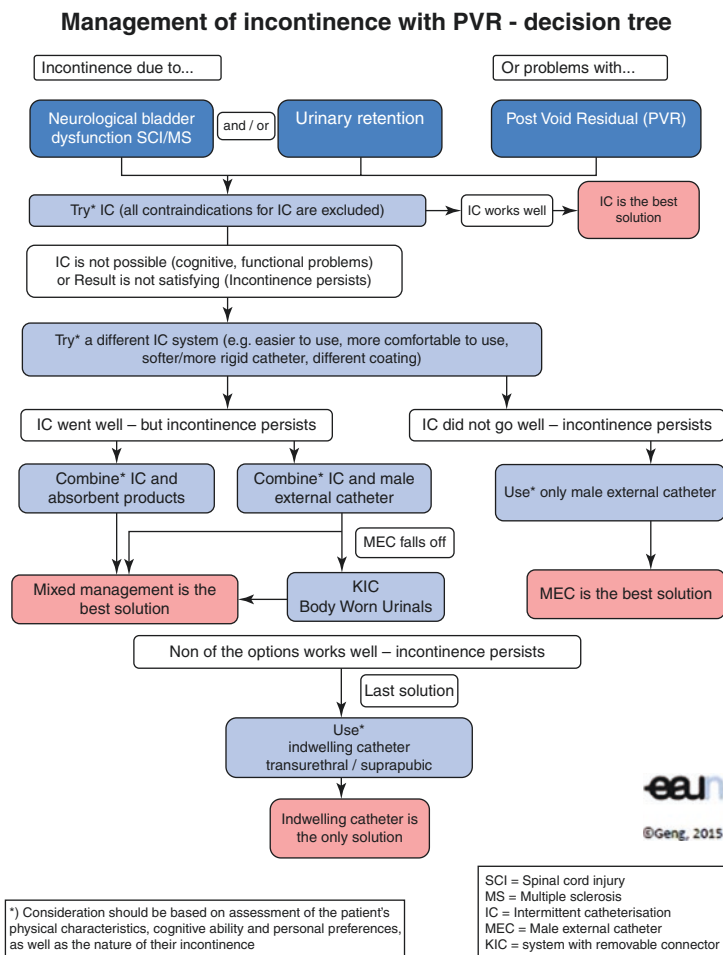 Management of incontinence with PVR - decision tree
Incontinence due to...
Or problems with...
Neurological bladder
dysfunction SCI/MS
and / or
Urinary retention
Post Void Residual (PVR)
Try* IC (all contraindications for IC are excluded)
IC works well
IC is the best
solution
IC is not possible (cognitive, functional problems)
or Result is not satisfying (Incontinence persists)
Try* a different IC system (e.g. easier to use, more comfortable to use,
softer/more rigid catheter, different coating)
IC went well – but incontinence persists
IC did not go well – incontinence persists
Combine* IC and
absorbent products
Combine* IC and male
external catheter
Use* only male external catheter
MEC falls off
Mixed management is the
best solution
KIC
Body Worn Urinals
MEC is the best solution
Non of the options works well – incontinence persists
Last solution
Use*
indwelling catheter
transurethral / suprapubic
Indwelling catheter is
the only solution
eaun
©Geng, 2015
*) Consideration should be based on assessment of the patient's
physical characteristics, cognitive ability and personal preferences,
as well as the nature of their incontinence
SCI = Spinal cord injury
MS = Multiple sclerosis
IC = Intermittent catheterisation
MEC = Male external catheter
KIC = system with removable connector